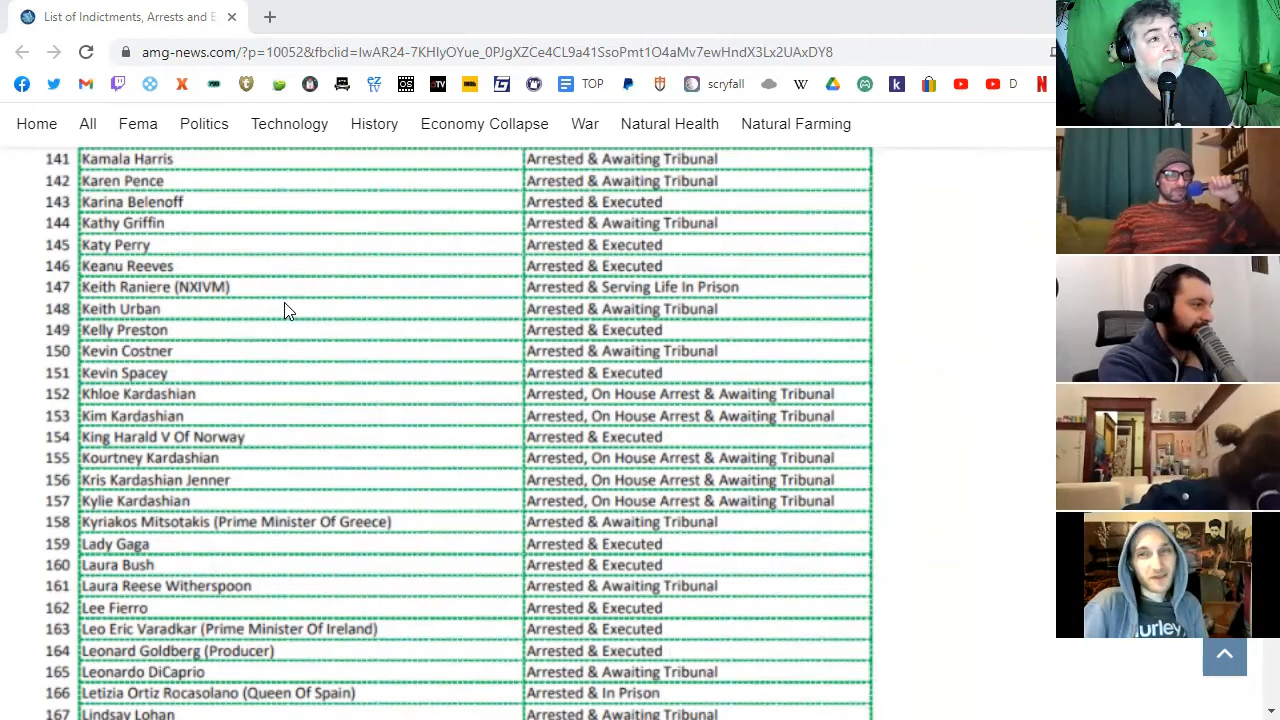 List of Indictments, Arrests and E
amg-news.com/?p=10052&fbclid=IwAR24-7KHIyOYue_0PJgXZCe4CL9a41SsoPmt1O4aMv7ewHndX3Lx2UAxDY8
TOP
scryfall
D
Home All Fema Politics Technology History Economy Collapse War Natural Health Natural Farming
141 Kamala Harris Arrested & Awaiting Tribunal
142 Karen Pence Arrested & Awaiting Tribunal
143 Karina Belenoff Arrested & Executed
144 Kathy Griffin Arrested & Awaiting Tribunal
145 Katy Perry Arrested & Executed
146 Keanu Reeves Arrested & Executed
147 Keith Raniere (NXIVM) Arrested & Serving Life In Prison
148 Keith Urban Arrested & Awaiting Tribunal
149 Kelly Preston Arrested & Executed
150 Kevin Costner Arrested & Awaiting Tribunal
151 Kevin Spacey Arrested & Executed
152 Khloe Kardashian Arrested, On House Arrest & Awaiting Tribunal
153 Kim Kardashian Arrested, On House Arrest & Awaiting Tribunal
154 King Harald V Of Norway Arrested & Executed
155 Kourtney Kardashian Arrested, On House Arrest & Awaiting Tribunal
156 Kris Kardashian Jenner Arrested, On House Arrest & Awaiting Tribunal
157 Kylie Kardashian Arrested, On House Arrest & Awaiting Tribunal
158 Kyriakos Mitsotakis (Prime Minister Of Greece) Arrested & Awaiting Tribunal
159 Lady Gaga Arrested & Executed
160 Laura Bush Arrested & Executed
161 Laura Reese Witherspoon Arrested & Awaiting Tribunal
162 Lee Fierro Arrested & Executed
163 Leo Eric Varadkar (Prime Minister Of Ireland) Arrested & Executed
164 Leonard Goldberg (Producer) Arrested & Executed
165 Leonardo DiCaprio Arrested & Awaiting Tribunal
166 Letizia Ortiz Rocasolano (Queen Of Spain) Arrested & In Prison
167 Lindsay Lohan Arrested & Awaiting Tribunal
urley